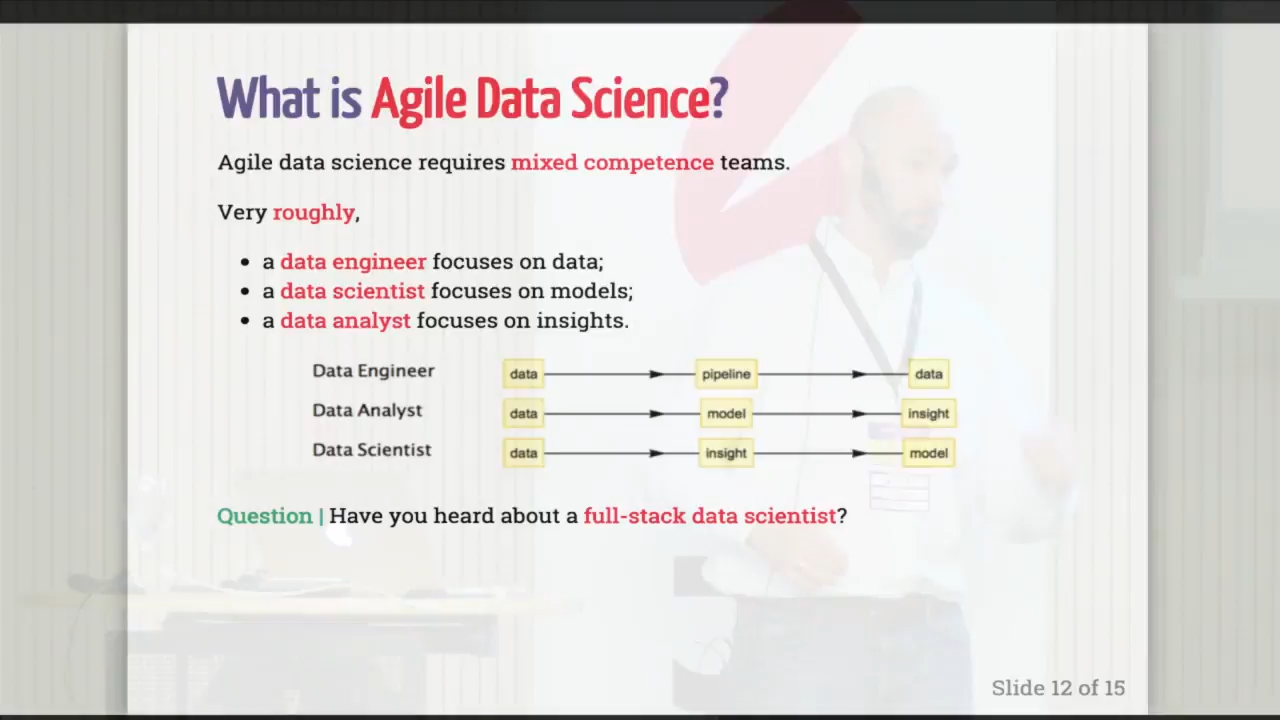 What is Agile Data Science?
Agile data science requires mixed competence teams.
Very roughly,
• a data engineer focuses on data;
• a data scientist focuses on models;
• a data analyst focuses on insights.
Data Engineer data pipeline data
Data Analyst data model insight
Data Scientist data insight model
Question | Have you heard about a full-stack data scientist?
Slide 12 of 15